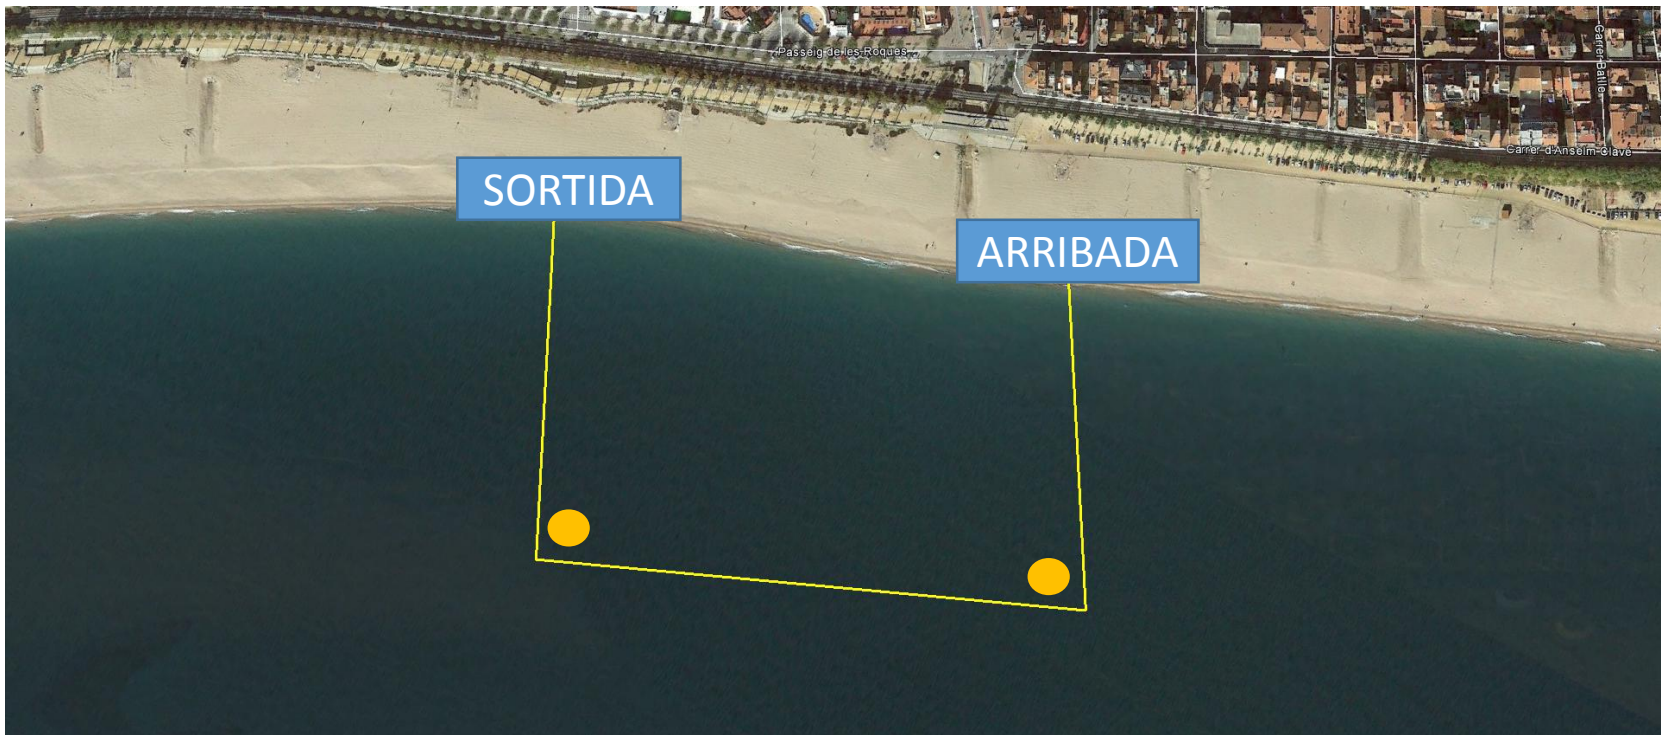 Passeig de les Roques
Carrer Batlle
Carrer d'Anselm Clavé
SORTIDA
ARRIBADA